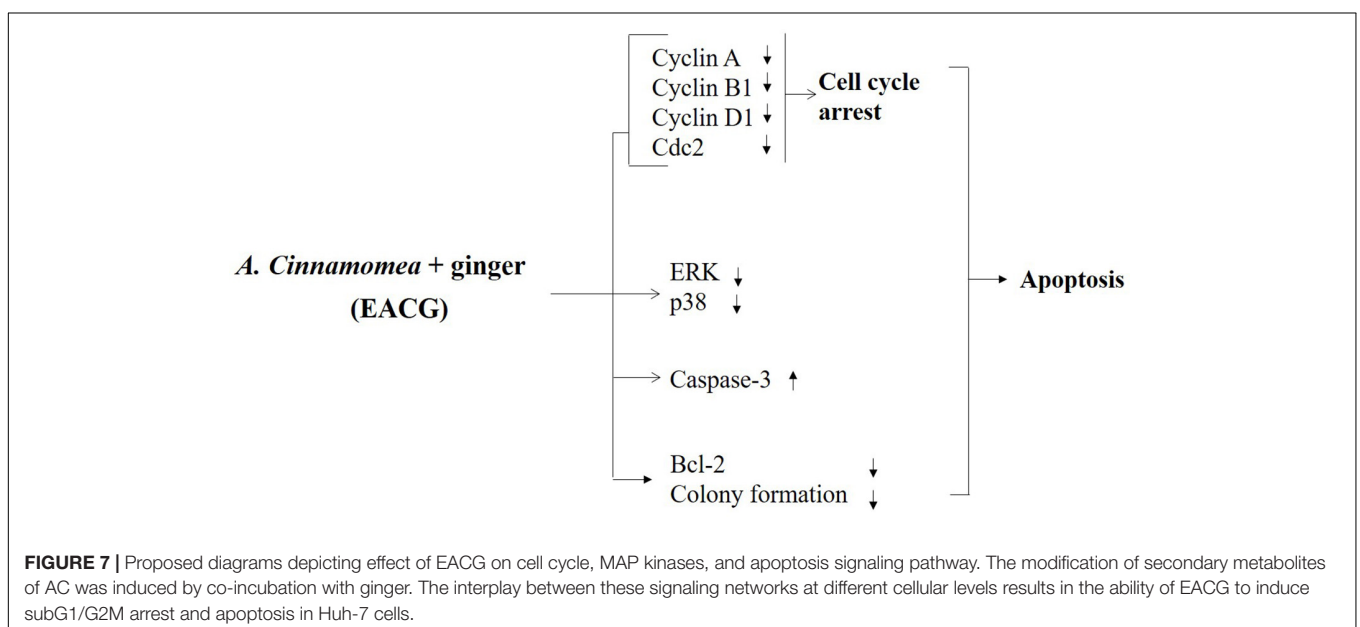 Cyclin A ↓
Cyclin B1 ↓
Cyclin D1 ↓
Cdc2 ↓
Cell cycle
arrest
A. Cinnamomea + ginger
(EACG)
ERK ↓
p38 ↓
Caspase-3 ↑
Bcl-2 ↓
Colony formation ↓
Apoptosis
FIGURE 7 | Proposed diagrams depicting effect of EACG on cell cycle, MAP kinases, and apoptosis signaling pathway. The modification of secondary metabolites
of AC was induced by co-incubation with ginger. The interplay between these signaling networks at different cellular levels results in the ability of EACG to induce
subG1/G2M arrest and apoptosis in Huh-7 cells.